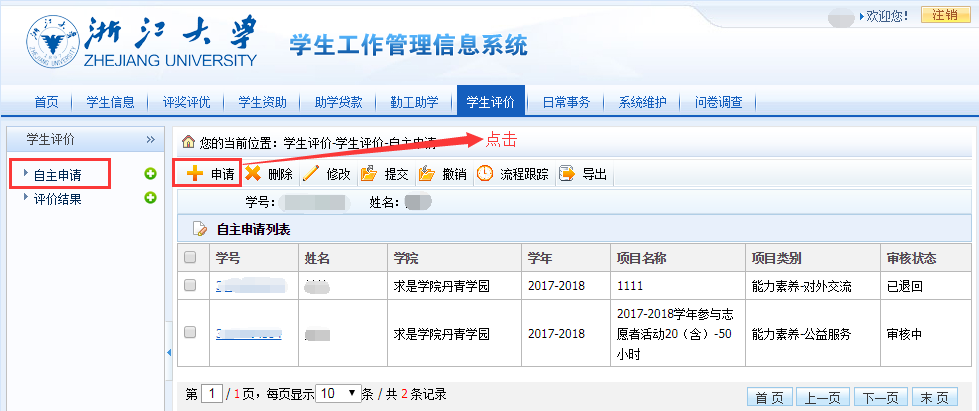 欢迎您! 注销
浙江大学
ZHEJIANG UNIVERSITY
学生工作管理信息系统
首页 学生信息 评奖评优 学生资助 助学贷款 勤工助学 学生评价 日常事务 系统维护 问卷调查
学生评价 »
自主申请
评价结果
您的当前位置：学生评价-学生评价-自主申请
点击
申请 删除 修改 提交 撤销 流程跟踪 导出
学号： 姓名：
自主申请列表
学号 姓名 学院 学年 项目名称 项目类别 审核状态
求是学院丹青学园 2017-2018 1111 能力素养-对外交流 已退回
求是学院丹青学园 2017-2018 2017-2018学年参与志
愿者活动20（含）-50
小时 能力素养-公益服务 审核中
第 1 / 1页，每页显示 10 条 / 共 2 条记录
首 页 上一页 下一页 末 页